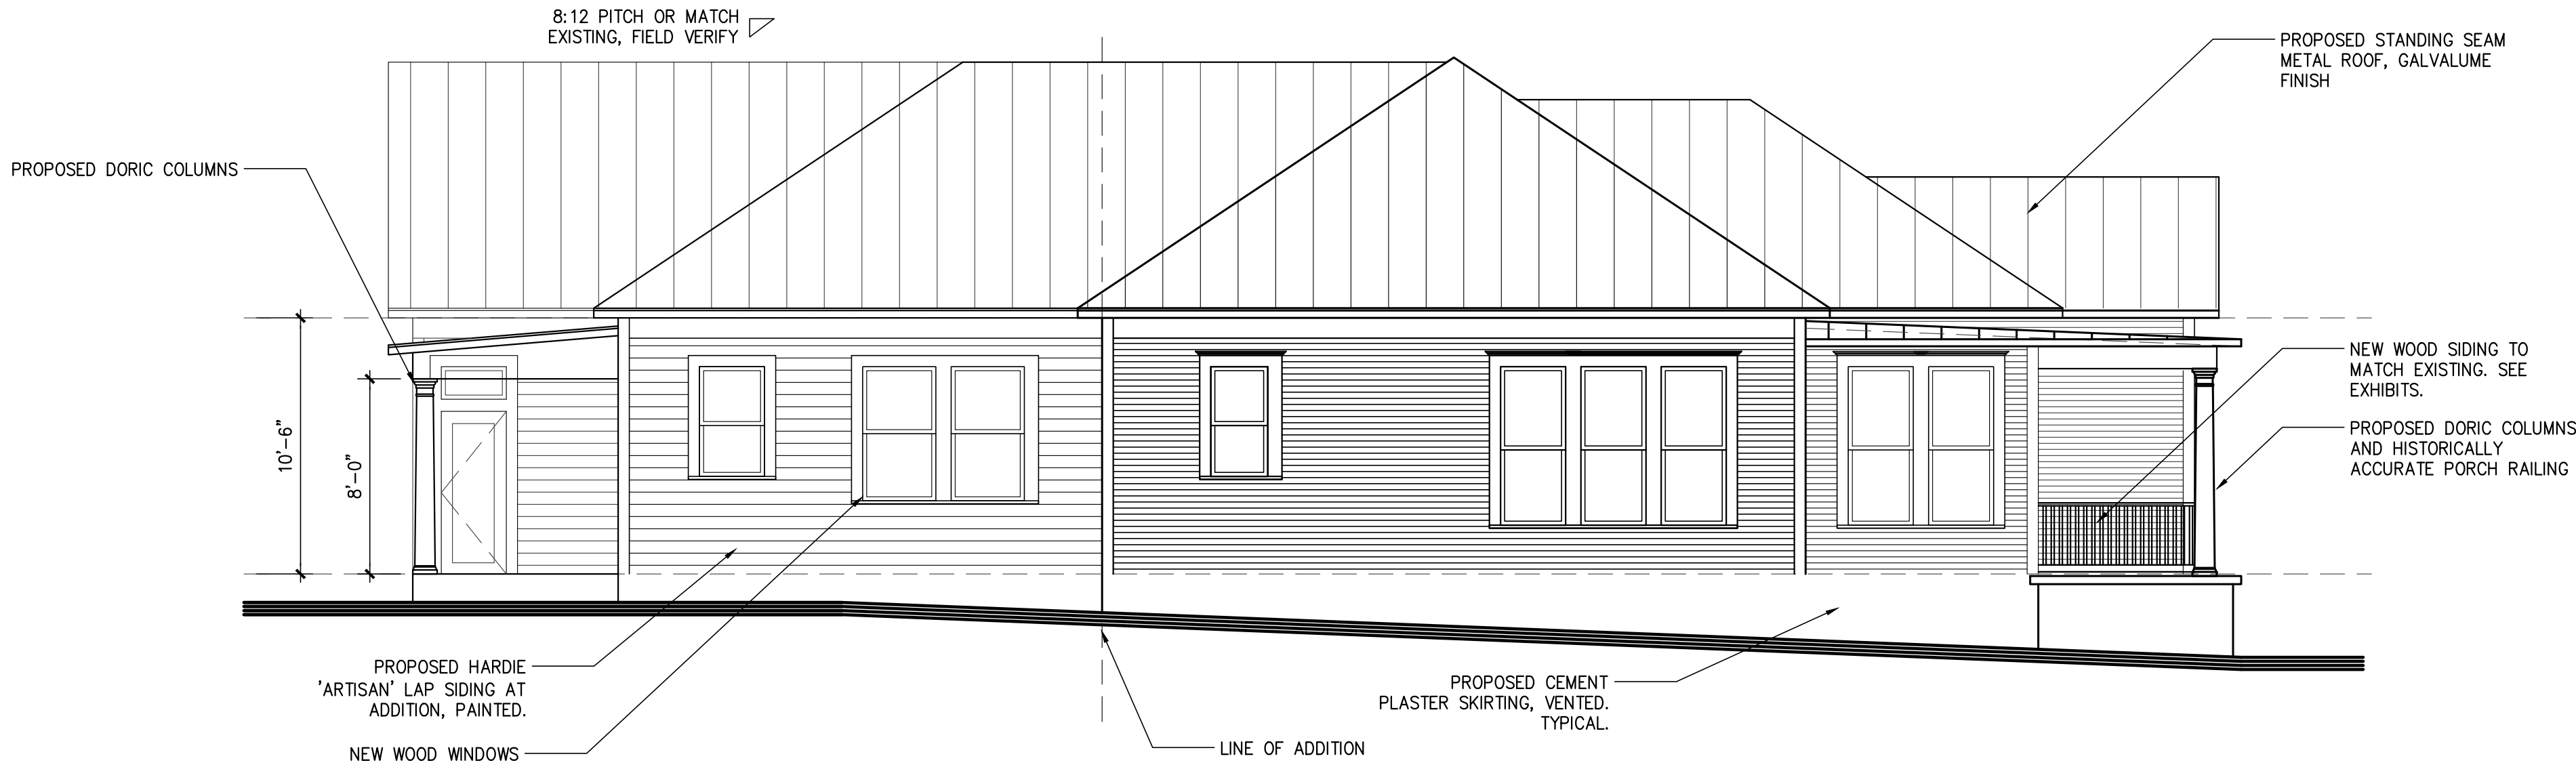 8:12 PITCH OR MATCH
EXISTING, FIELD VERIFY
PROPOSED STANDING SEAM
METAL ROOF, GALVALUME
FINISH
PROPOSED DORIC COLUMNS
10'-6"
8'-0"
NEW WOOD SIDING TO
MATCH EXISTING. SEE
EXHIBITS.
PROPOSED DORIC COLUMNS
AND HISTORICALLY
ACCURATE PORCH RAILING
PROPOSED HARDIE
'ARTISAN' LAP SIDING AT
ADDITION, PAINTED.
NEW WOOD WINDOWS
LINE OF ADDITION
PROPOSED CEMENT
PLASTER SKIRTING, VENTED.
TYPICAL.